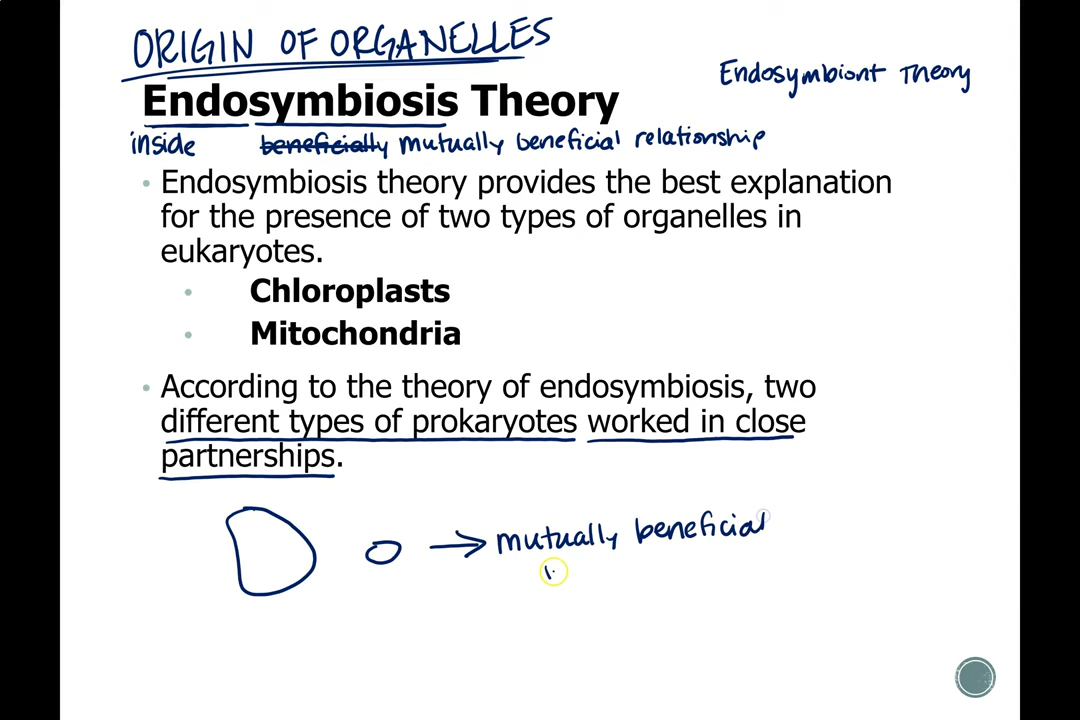 ORIGIN OF ORGANELLES
Endosymbiont Theory
Endosymbiosis Theory
inside beneficially mutually beneficial relationship
• Endosymbiosis theory provides the best explanation
for the presence of two types of organelles in
eukaryotes.
• Chloroplasts
• Mitochondria
• According to the theory of endosymbiosis, two
different types of prokaryotes worked in close
partnerships.
→ mutually beneficial